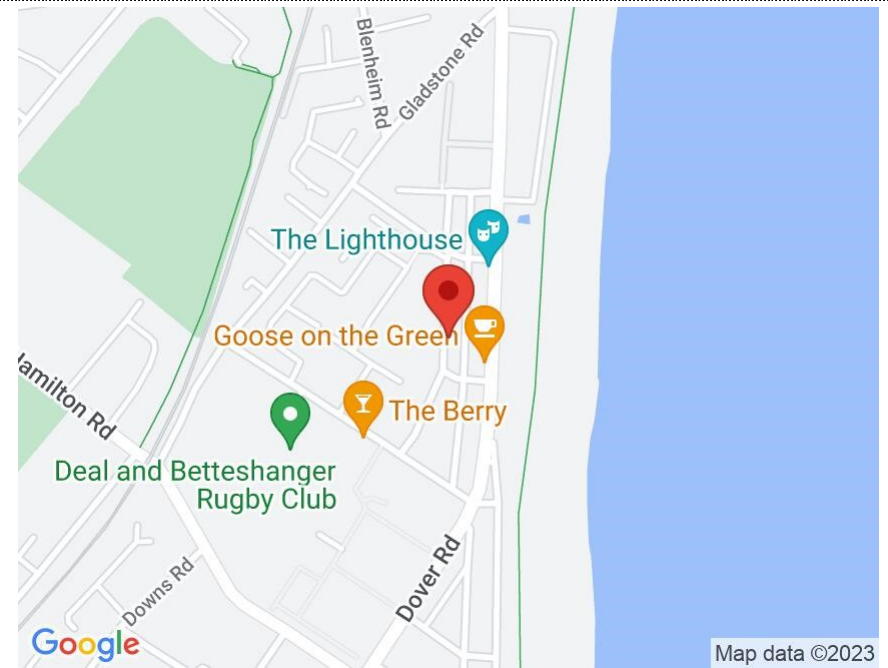 Blenheim Rd
Gladstone Rd
The Lighthouse
Goose on the Green
Hamilton Rd
The Berry
Deal and Betteshanger
Rugby Club
Downs Rd
Dover Rd
Google
Map data ©2023